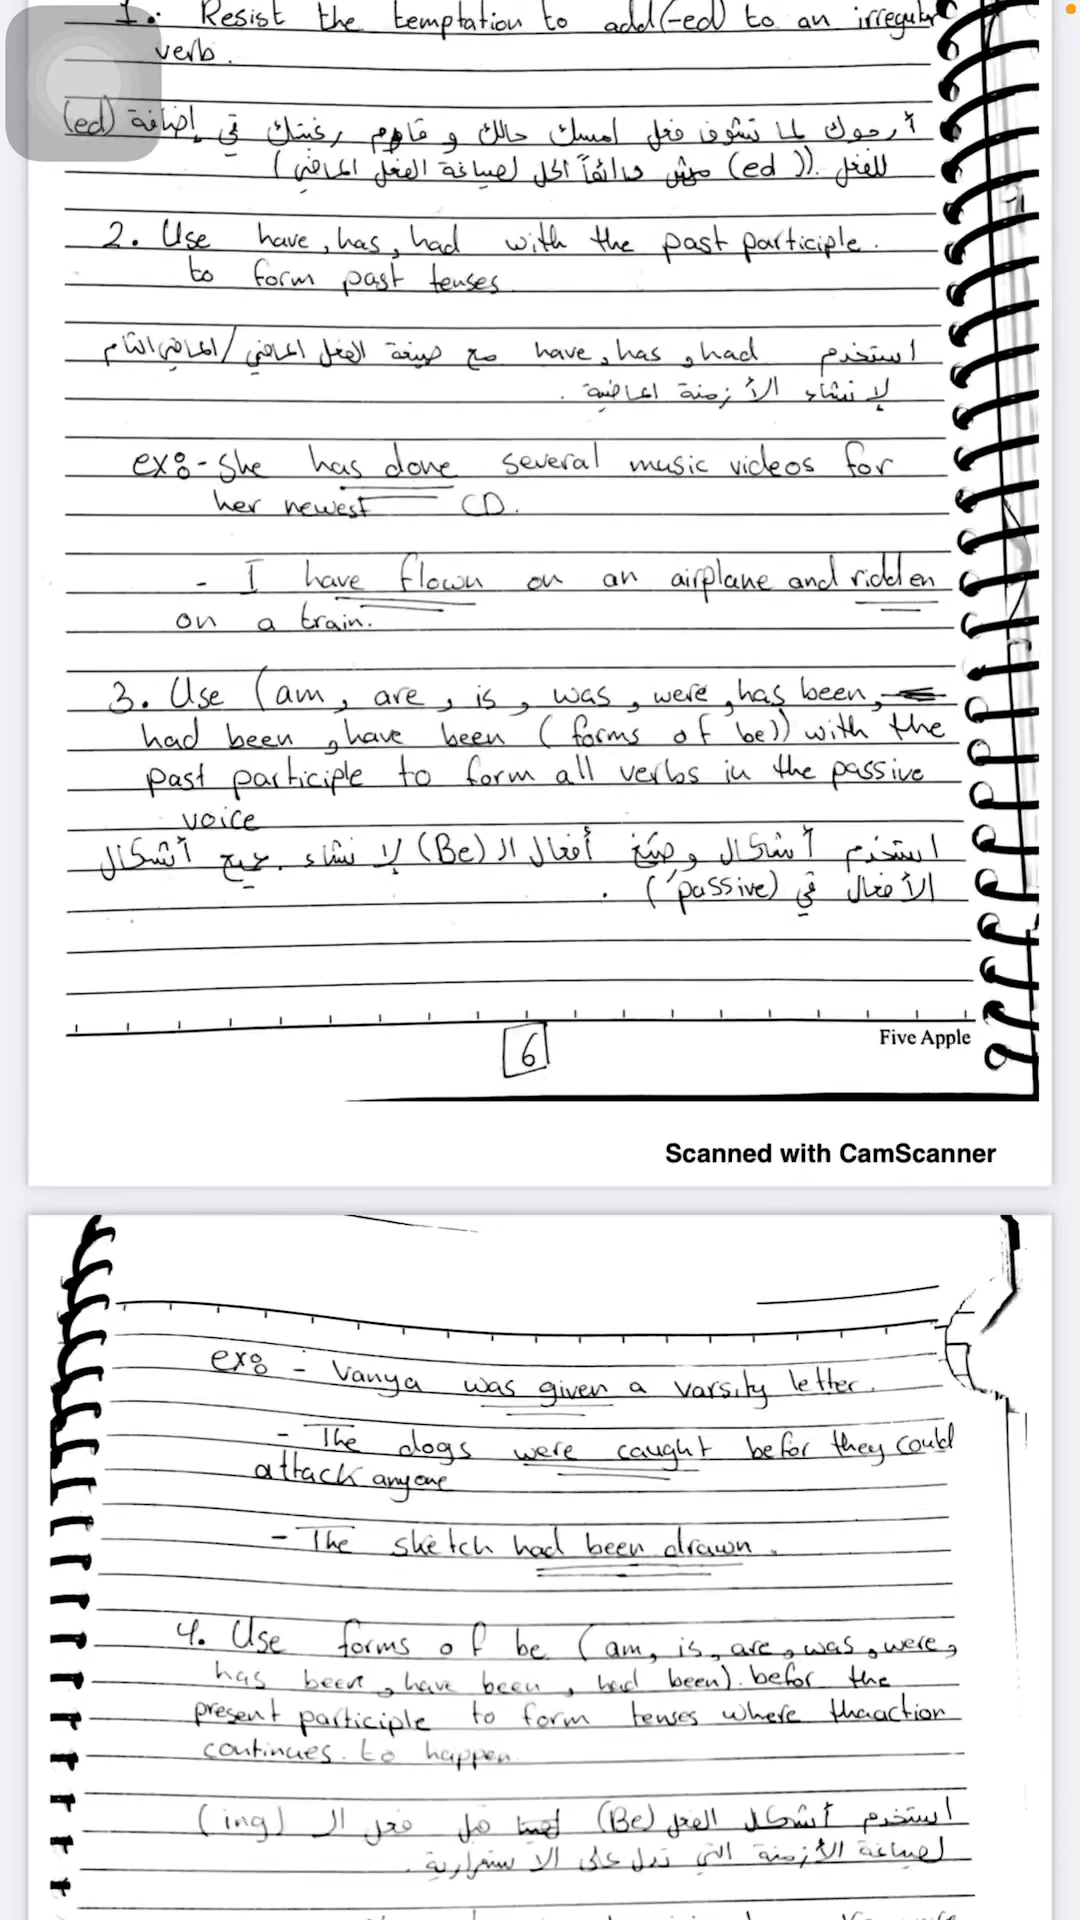 1. Resist the temptation to add (-ed) to an irregular
verb.
أرجوك لما تشوف فعل امسك حالك و قاوم رغبتك في إضافة (ed)
للفعل. ((ed) مش دائماً الحل لصياغة الفعل الماضي)
2. Use have, has, had with the past participle.
to form past tenses
استخدم have, has, had مع صيغة الفعل الماضي/الماضي التام
لإنشاء الأزمنة الماضية.
ex:- She has done several music videos for
her newest CD.
- I have flown on an airplane and ridden
on a train.
3. Use (am, are, is, was, were, has been,
had been, have been (forms of be)) with the
past participle to form all verbs in the passive
voice
استخدم أشكال وصيغ أفعال الـ (Be) لإنشاء جميع أشكال
الأفعال في (passive).
6
Five Apple
Scanned with CamScanner
ex: - Vanya was given a varsity letter.
- The dogs were caught befor they could
attack anyone
- The sketch had been drawn.
4. Use forms of be (am, is, are, was, were,
has been, have been, had been). befor the
present participle to form tenses where tha action
continues. to happen.
استخدم أشكال الفعل (Be) قبل فعل الـ (ing)
لصياغة الأزمنة التي تدل على الاستمرارية.